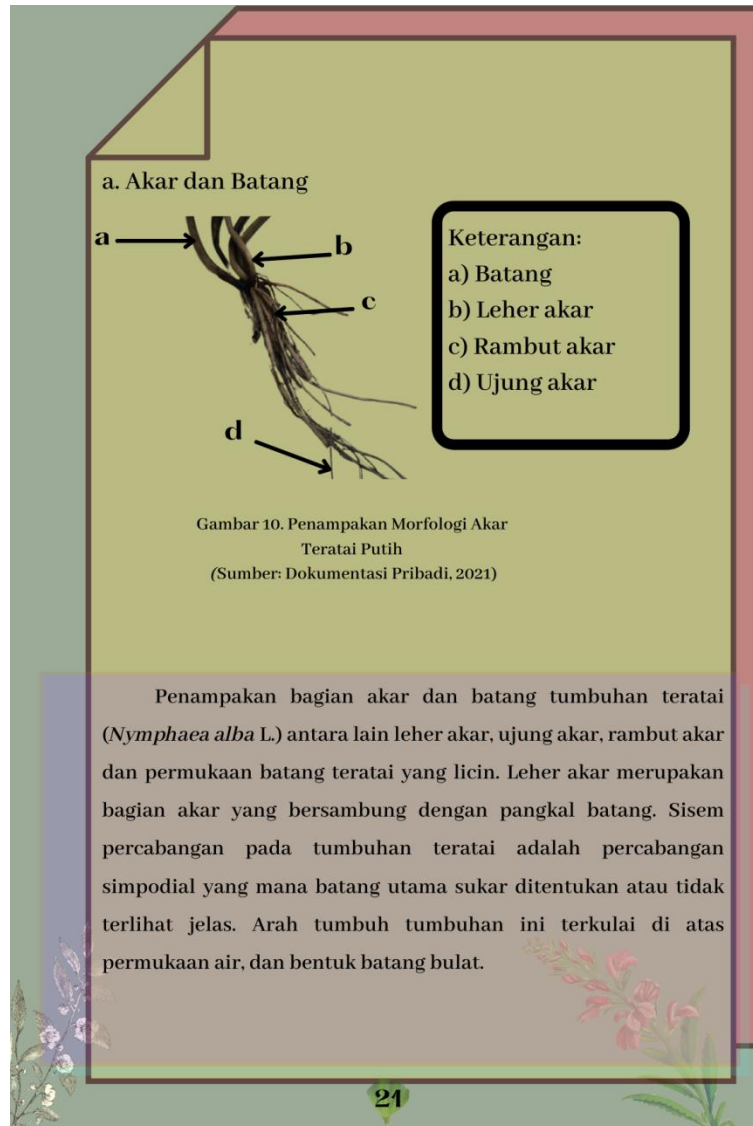 a. Akar dan Batang
a
b
c
d
Keterangan:
a) Batang
b) Leher akar
c) Rambut akar
d) Ujung akar
Gambar 10. Penampakan Morfologi Akar
Teratai Putih
(Sumber: Dokumentasi Pribadi, 2021)
Penampakan bagian akar dan batang tumbuhan teratai
(Nymphaea alba L.) antara lain leher akar, ujung akar, rambut akar
dan permukaan batang teratai yang licin. Leher akar merupakan
bagian akar yang bersambung dengan pangkal batang. Sisem
percabangan pada tumbuhan teratai adalah percabangan
simpodial yang mana batang utama sukar ditentukan atau tidak
terlihat jelas. Arah tumbuh tumbuhan ini terkulai di atas
permukaan air, dan bentuk batang bulat.
21